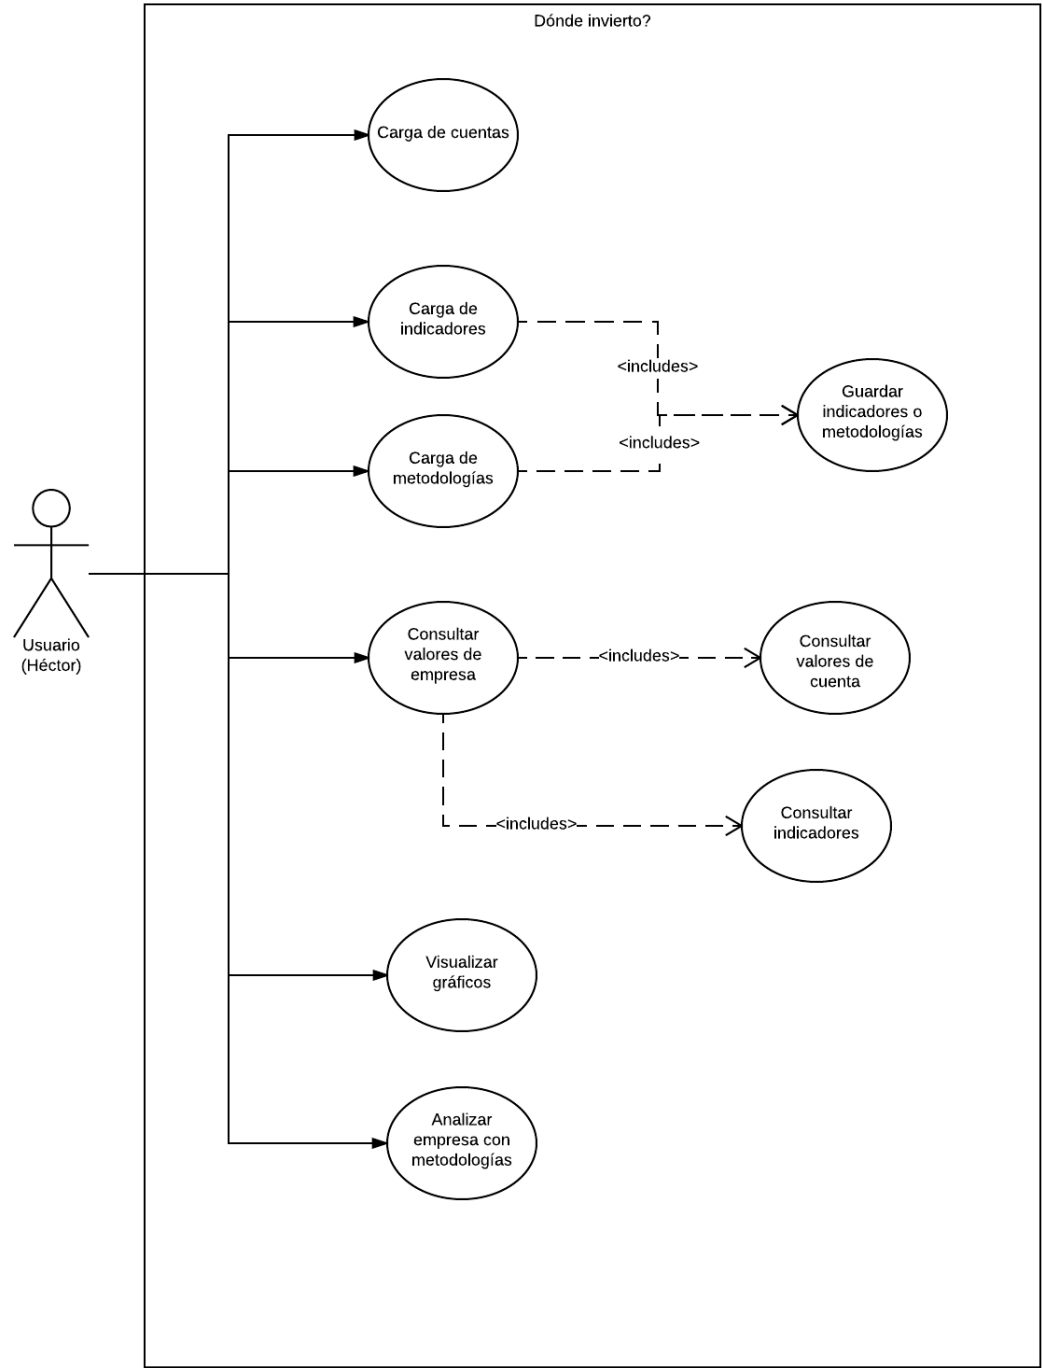 Dónde invierto?
Carga de cuentas
Carga de
indicadores
<includes>
Guardar
indicadores o
metodologías
<includes>
Carga de
metodologías
Usuario
(Héctor)
Consultar
valores de
empresa
<includes>
Consultar
valores de
cuenta
<includes>
Consultar
indicadores
Visualizar
gráficos
Analizar
empresa con
metodologías